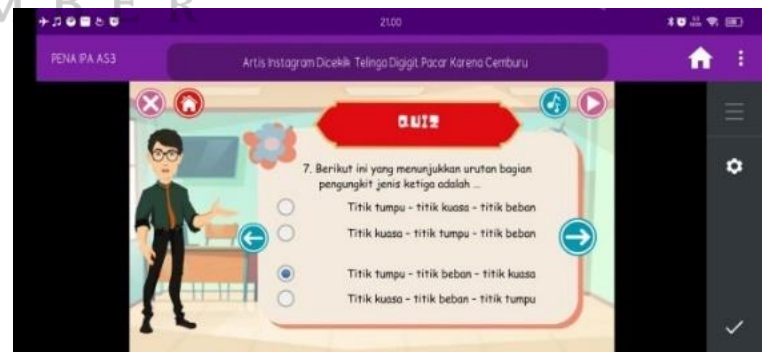 M B E R
21.00
PENA IPA AS3
Artis Instagram Dicekik Telinga Digigit Pacar Karena Cemburu
QUIZ
7. Berikut ini yang menunjukkan urutan bagian
pengungkit jenis ketiga adalah ...
Titik tumpu - titik kuasa - titik beban
Titik kuasa - titik tumpu - titik beban
Titik tumpu - titik beban - titik kuasa
Titik kuasa - titik beban - titik tumpu